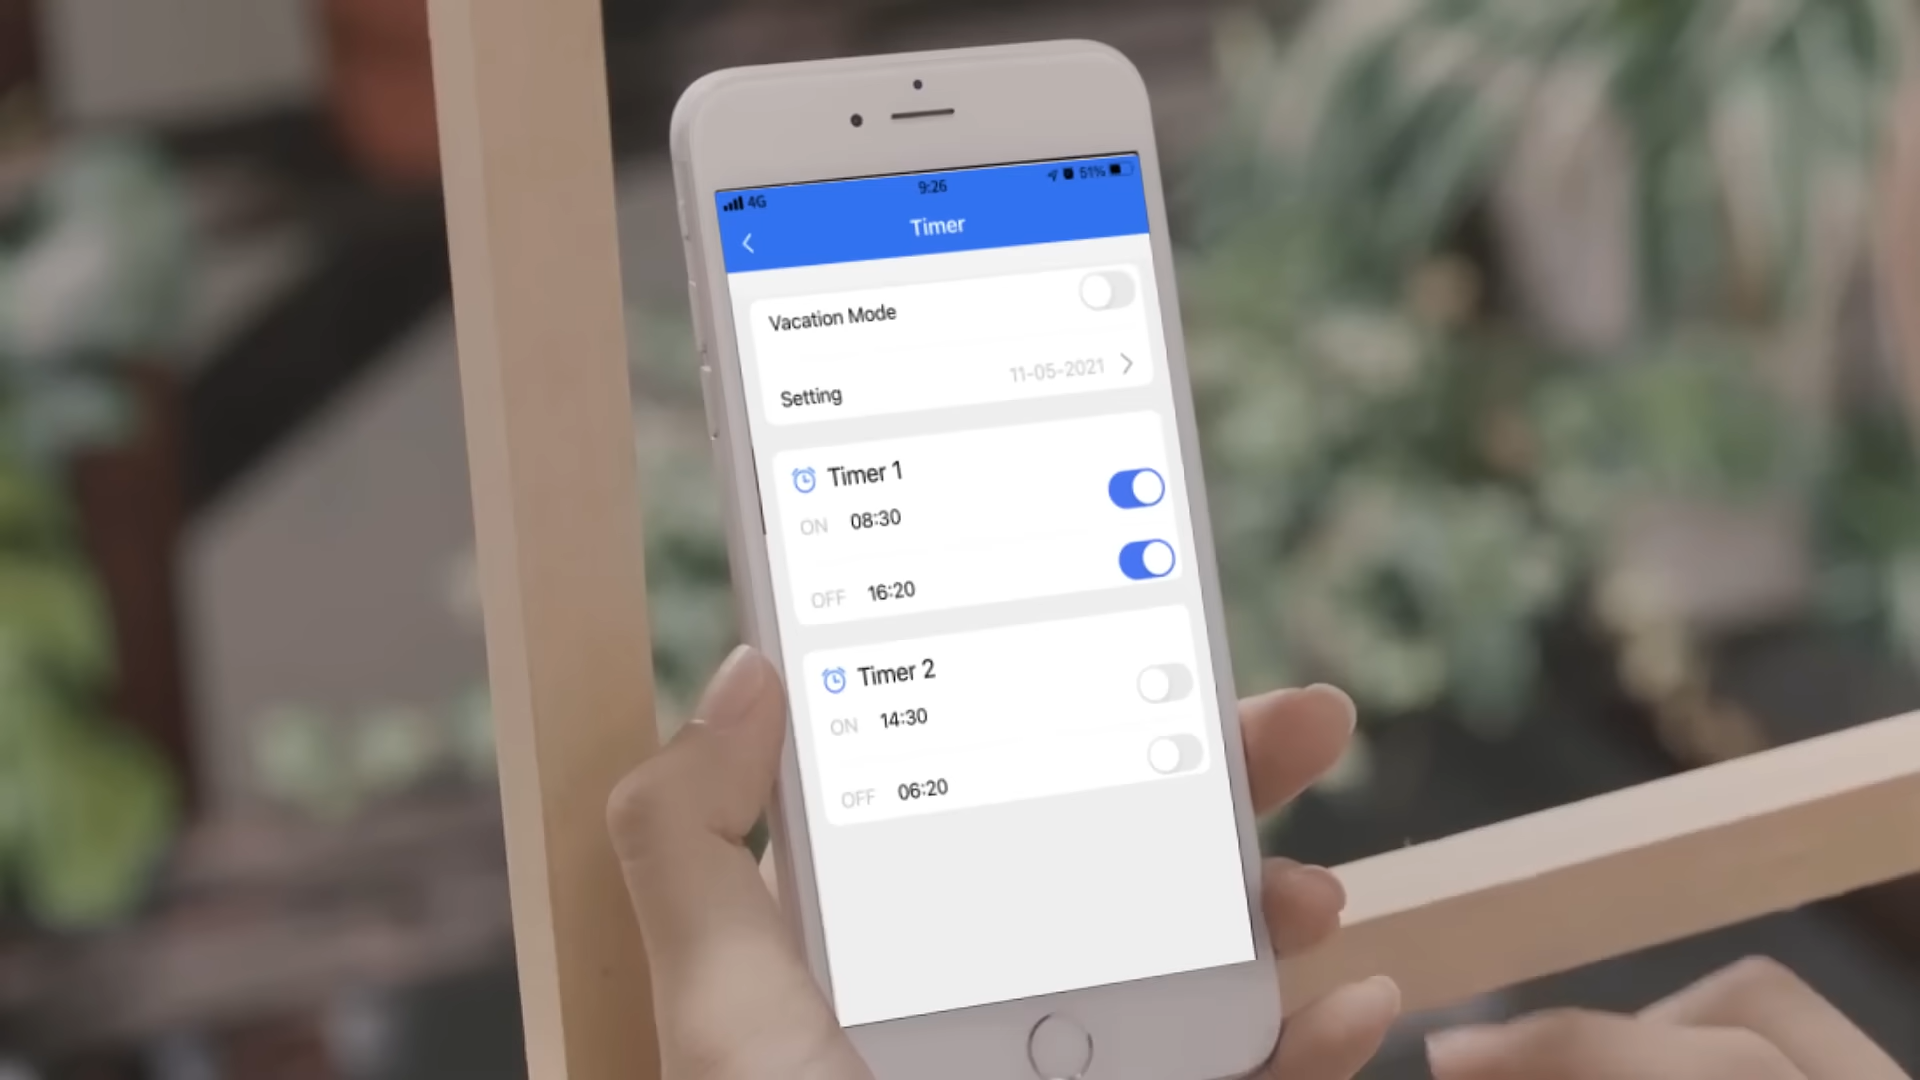 4G 9:26 51%
Timer
Vacation Mode
Setting 11-05-2021
Timer 1
ON 08:30
OFF 16:20
Timer 2
ON 14:30
OFF 06:20